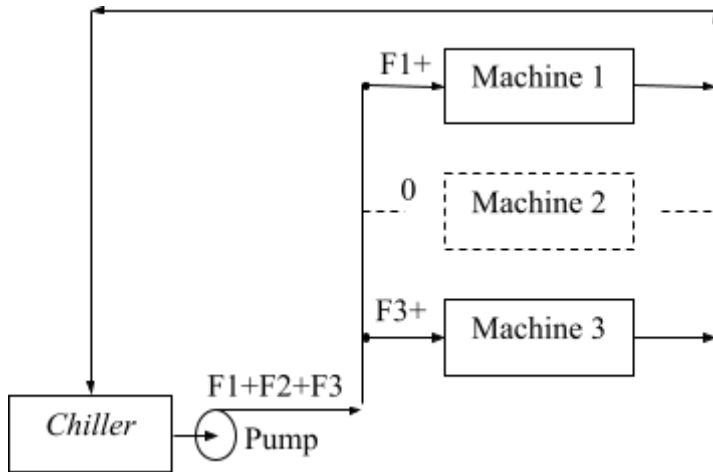 F1+
Machine 1
0
Machine 2
F3+
Machine 3
F1+F2+F3
Chiller
Pump